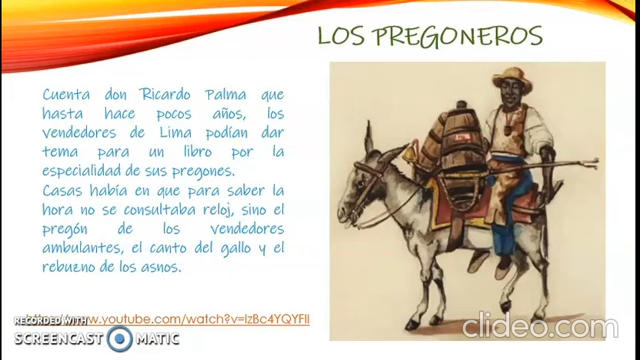 LOS PREGONEROS
Cuenta don Ricardo Palma que
hasta hace pocos años, los
vendedores de Lima podían dar
tema para un libro por la
especialidad de sus pregones.
Casas había en que para saber la
hora no se consultaba reloj, sino el
pregón de los vendedores
ambulantes, el canto del gallo y el
rebuzno de los asnos.
www.youtube.com/watch?v=
RECORDED WITH
SCREENCAST MATIC
clideo.com